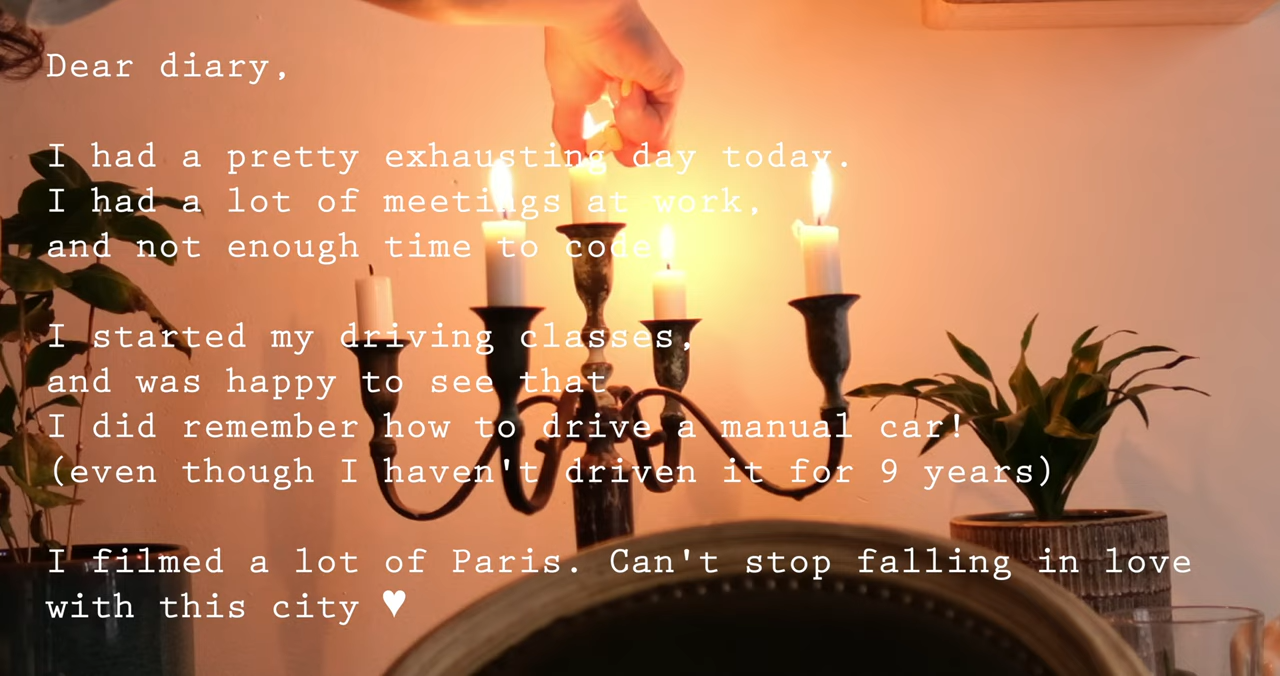 Dear diary,
I had a pretty exhausting day today.
I had a lot of meetings at work,
and not enough time to code!
I started my driving classes,
and was happy to see that
I did remember how to drive a manual car!
(even though I haven't driven it for 9 years)
I filmed a lot of Paris. Can't stop falling in love
with this city ♥